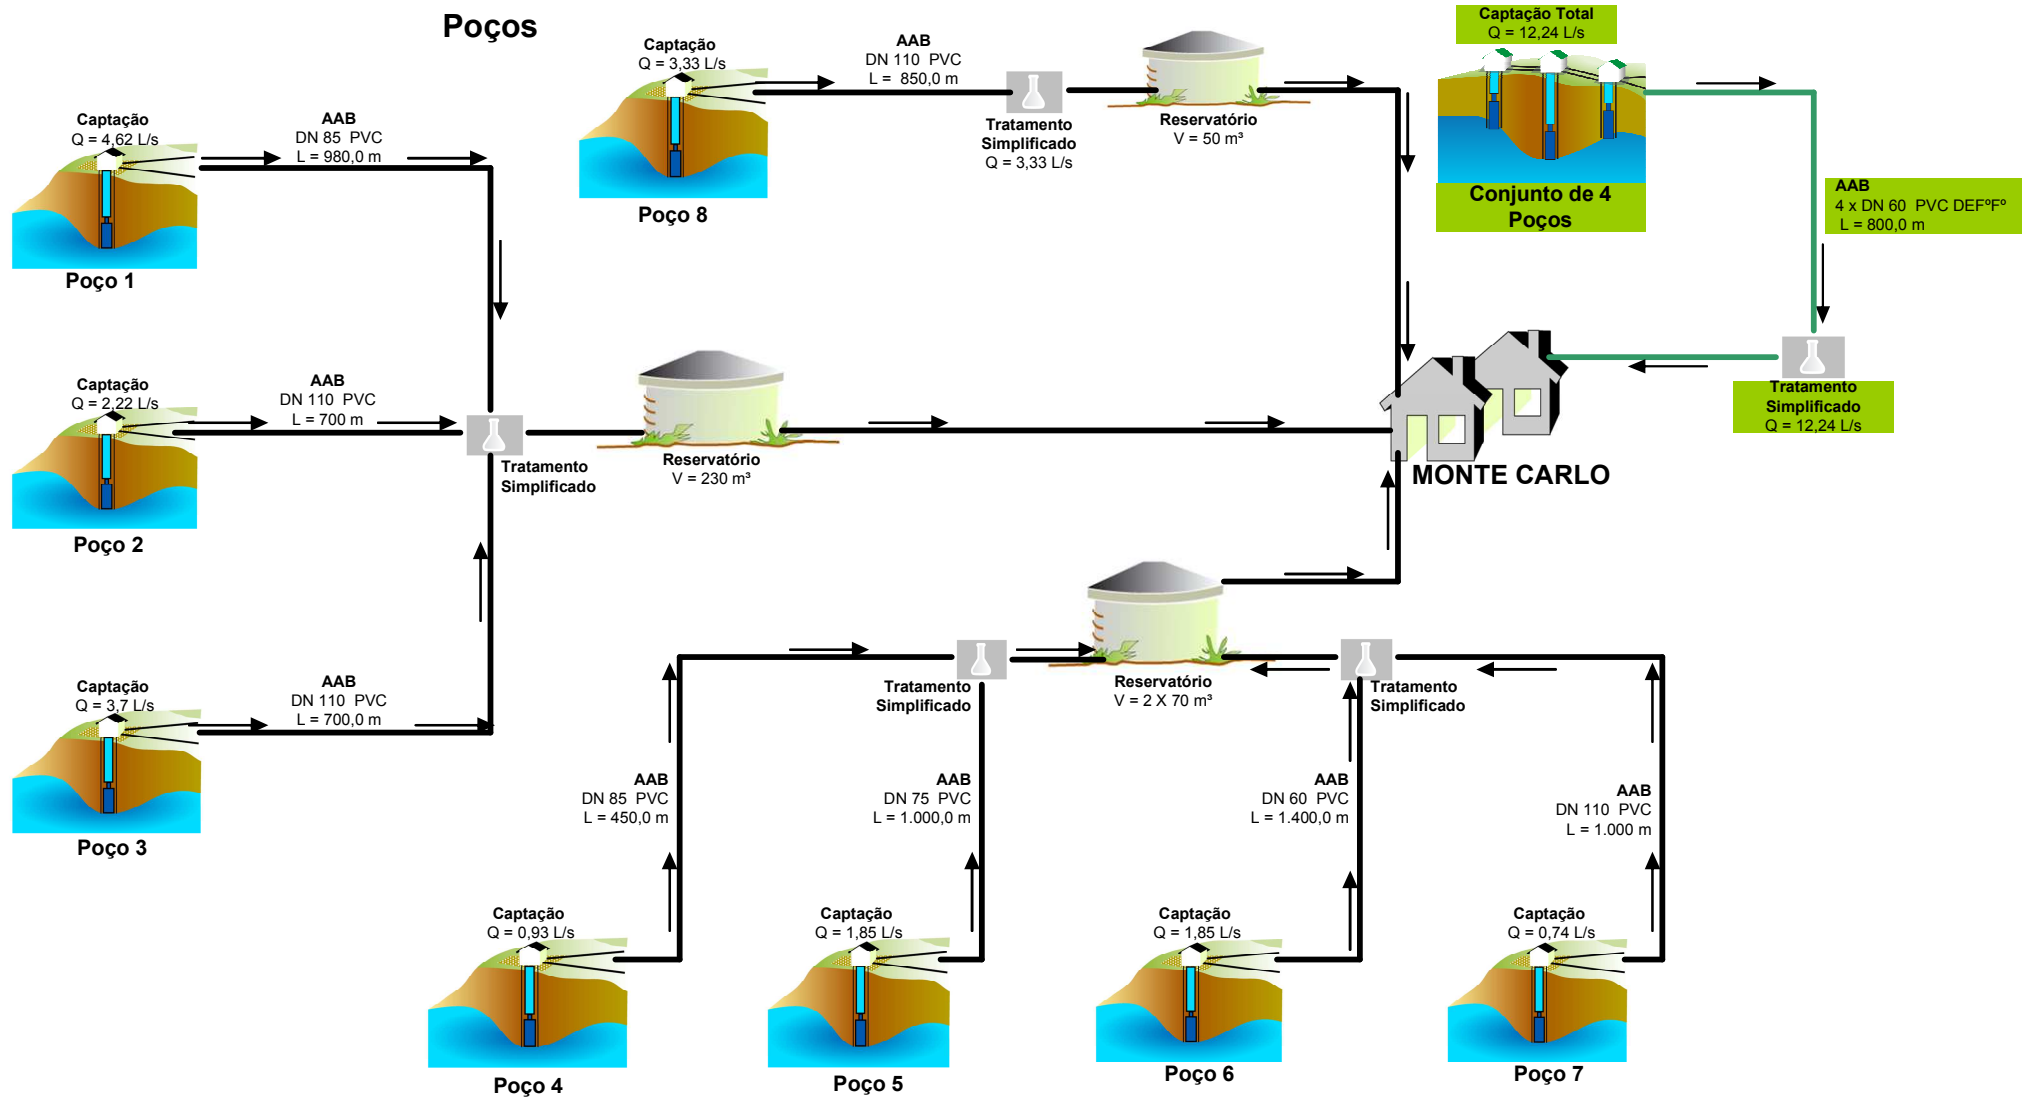 Poços
Captação
Q = 4,62 L/s
AAB
DN 85 PVC
L = 980,0 m
Poço 1
Captação
Q = 3,33 L/s
AAB
DN 110 PVC
L = 850,0 m
Poço 8
Tratamento
Simplificado
Q = 3,33 L/s
Reservatório
V = 50 m³
Captação Total
Q = 12,24 L/s
Conjunto de 4
Poços
AAB
4 x DN 60 PVC DEFºFº
L = 800,0 m
Tratamento
Simplificado
Q = 12,24 L/s
Captação
Q = 2,22 L/s
AAB
DN 110 PVC
L = 700 m
Poço 2
Tratamento
Simplificado
Reservatório
V = 230 m³
MONTE CARLO
Captação
Q = 3,7 L/s
AAB
DN 110 PVC
L = 700,0 m
Poço 3
Tratamento
Simplificado
Reservatório
V = 2 X 70 m³
Tratamento
Simplificado
AAB
DN 85 PVC
L = 450,0 m
AAB
DN 75 PVC
L = 1.000,0 m
AAB
DN 60 PVC
L = 1.400,0 m
AAB
DN 110 PVC
L = 1.000 m
Captação
Q = 0,93 L/s
Poço 4
Captação
Q = 1,85 L/s
Poço 5
Captação
Q = 1,85 L/s
Poço 6
Captação
Q = 0,74 L/s
Poço 7